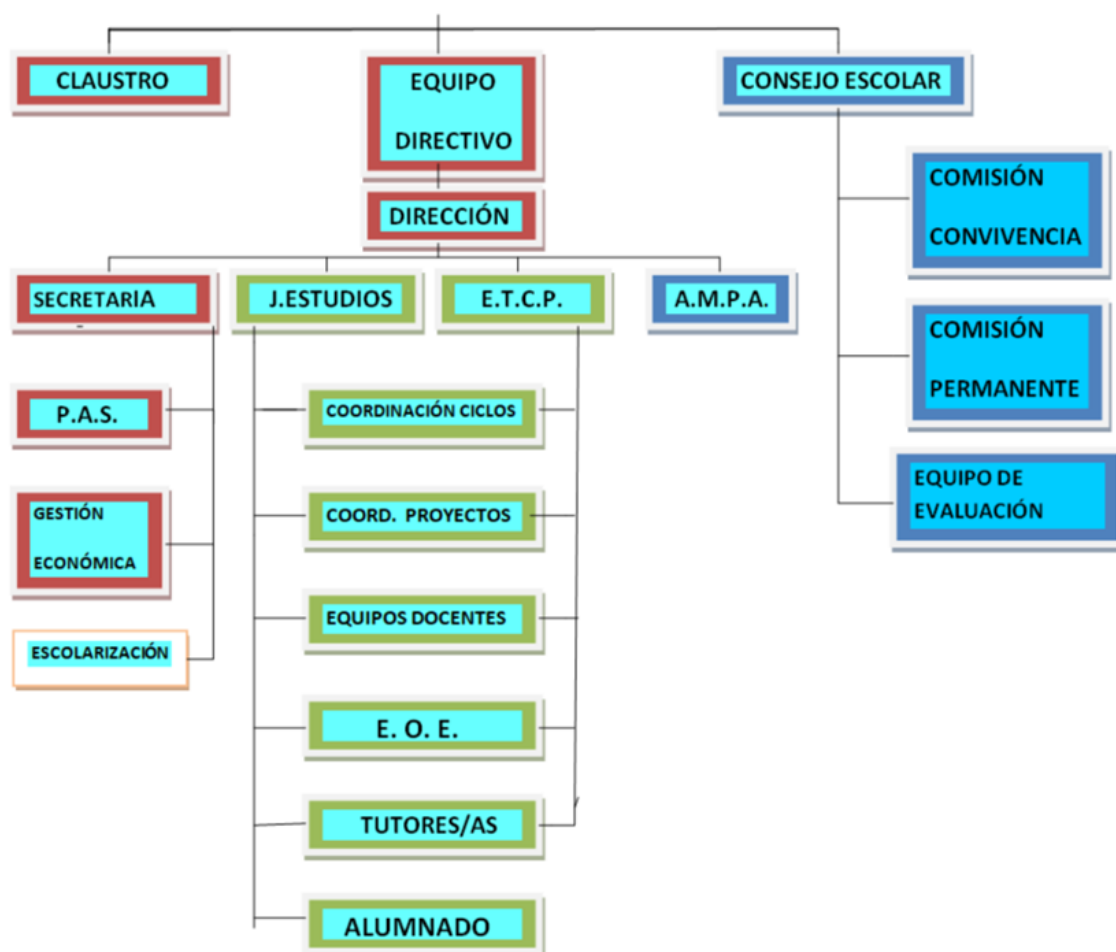 CLAUSTRO
EQUIPO
DIRECTIVO
CONSEJO ESCOLAR
COMISIÓN
CONVIVENCIA
DIRECCIÓN
SECRETARÍA
J.ESTUDIOS
E.T.C.P.
A.M.P.A.
COMISIÓN
PERMANENTE
P.A.S.
COORDINACIÓN CICLOS
EQUIPO DE
EVALUACIÓN
GESTIÓN
ECONÓMICA
COORD. PROYECTOS
EQUIPOS DOCENTES
ESCOLARIZACIÓN
E. O. E.
TUTORES/AS
ALUMNADO